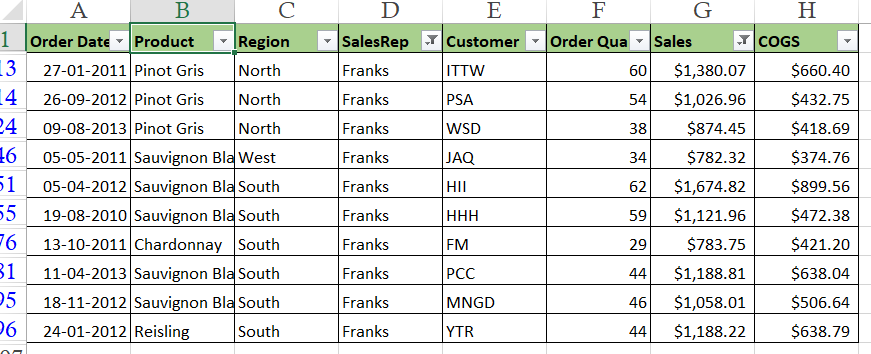 A B C D E F G H
1 Order Date Product Region SalesRep Customer Order Qua Sales COGS
13 27-01-2011 Pinot Gris North Franks ITTW 60 $1,380.07 $660.40
14 26-09-2012 Pinot Gris North Franks PSA 54 $1,026.96 $432.75
24 09-08-2013 Pinot Gris North Franks WSD 38 $874.45 $418.69
46 05-05-2011 Sauvignon Bla West Franks JAQ 34 $782.32 $374.76
51 05-04-2012 Sauvignon Bla South Franks HII 62 $1,674.82 $899.56
55 19-08-2010 Sauvignon Bla South Franks HHH 59 $1,121.96 $472.38
76 13-10-2011 Chardonnay South Franks FM 29 $783.75 $421.20
81 11-04-2013 Sauvignon Bla South Franks PCC 44 $1,188.81 $638.04
95 18-11-2012 Sauvignon Bla South Franks MNGD 46 $1,058.01 $506.64
96 24-01-2012 Reisling South Franks YTR 44 $1,188.22 $638.79